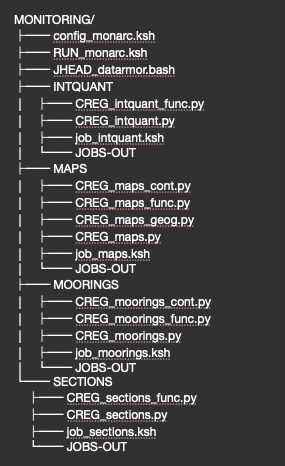 MONITORING/
├── config_monarc.ksh
├── RUN_monarc.ksh
├── JHEAD_datarmor.bash
├── INTQUANT
│   ├── CREG_intquant_func.py
│   ├── CREG_intquant.py
│   ├── job_intquant.ksh
│   └── JOBS-OUT
├── MAPS
│   ├── CREG_maps_cont.py
│   ├── CREG_maps_func.py
│   ├── CREG_maps_geog.py
│   ├── CREG_maps.py
│   ├── job_maps.ksh
│   └── JOBS-OUT
├── MOORINGS
│   ├── CREG_moorings_cont.py
│   ├── CREG_moorings_func.py
│   ├── CREG_moorings.py
│   ├── job_moorings.ksh
│   └── JOBS-OUT
└── SECTIONS
    ├── CREG_sections_func.py
    ├── CREG_sections.py
    ├── job_sections.ksh
    └── JOBS-OUT